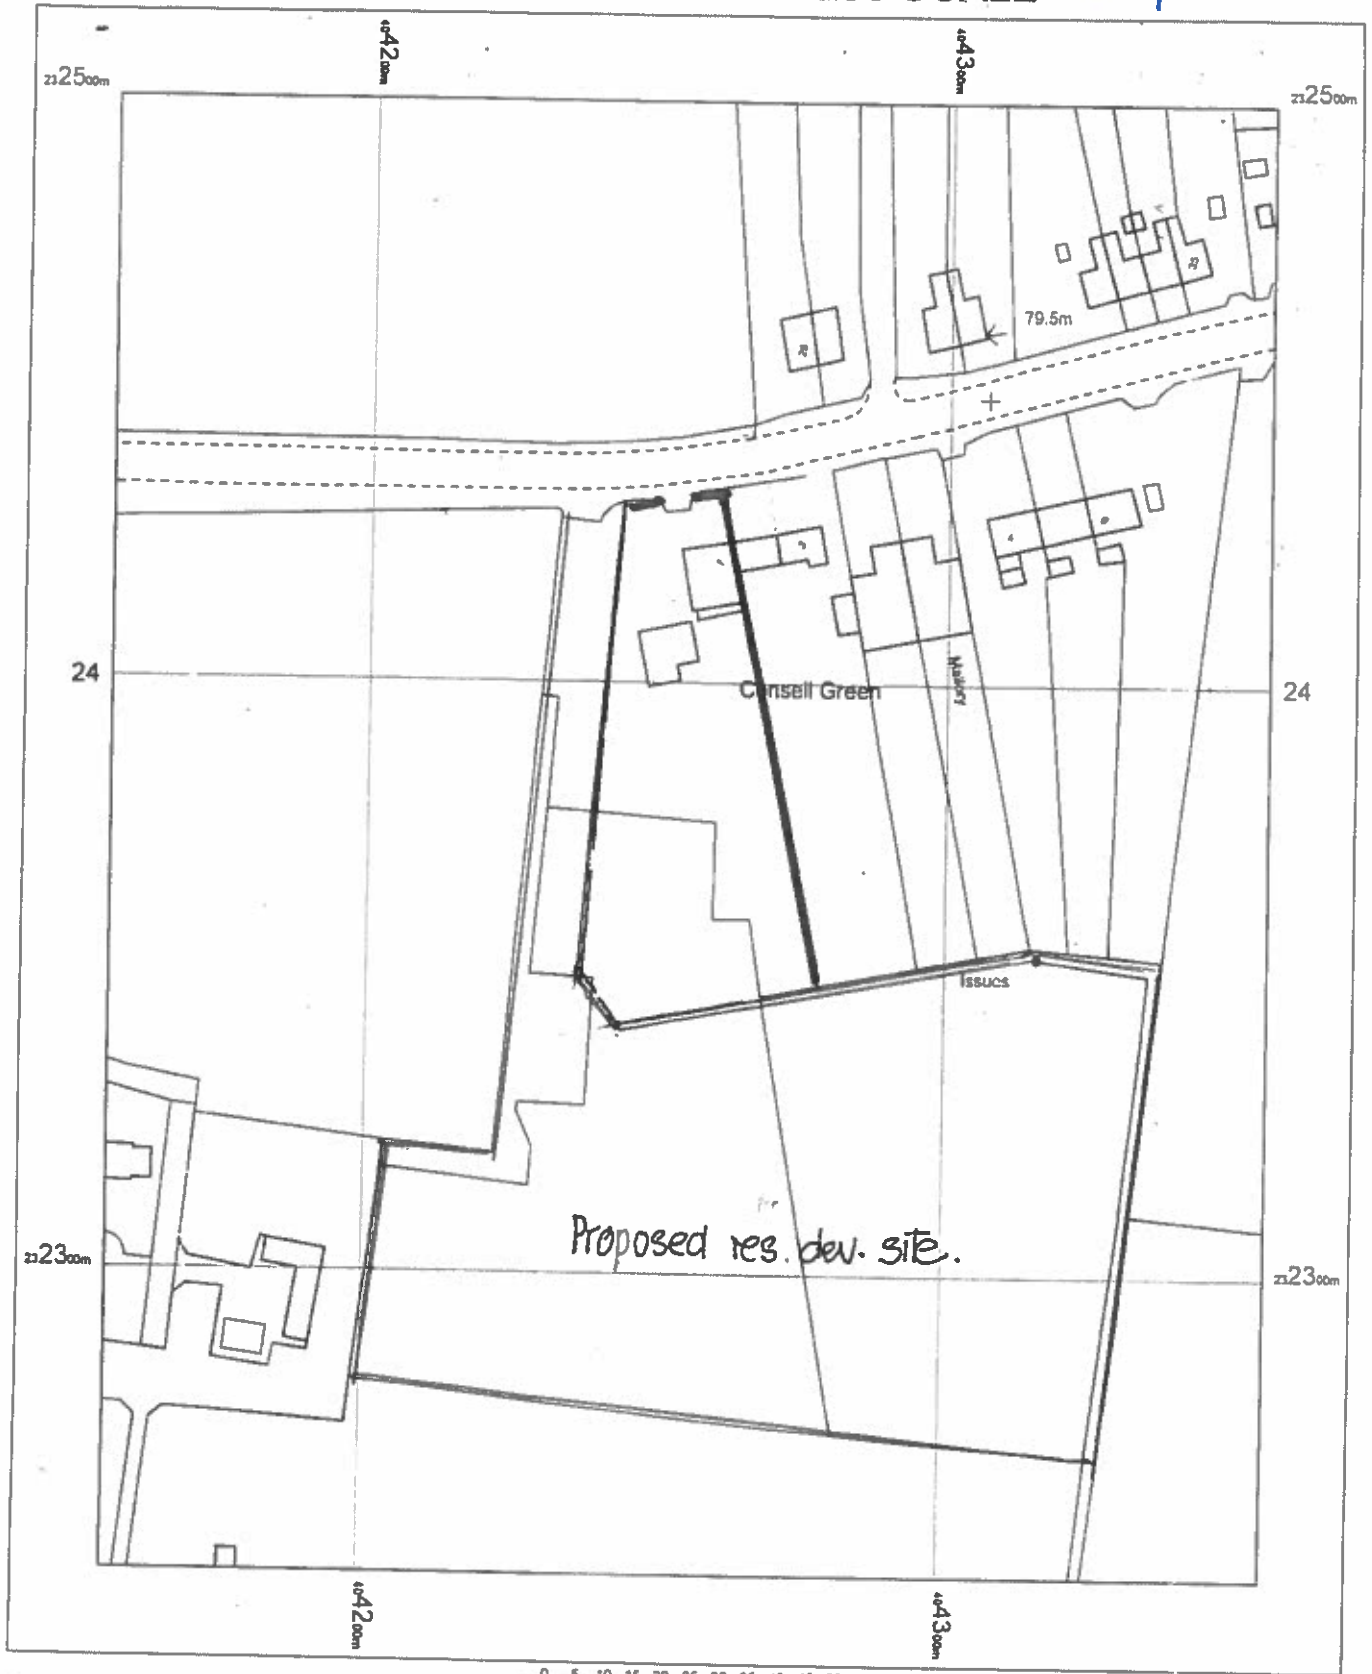 404200m
404300m
232500m
232500m
79.5m
24
Consell Green
Mallory
24
Issues
Proposed res. dev. site.
232300m
232300m
404200m
404300m